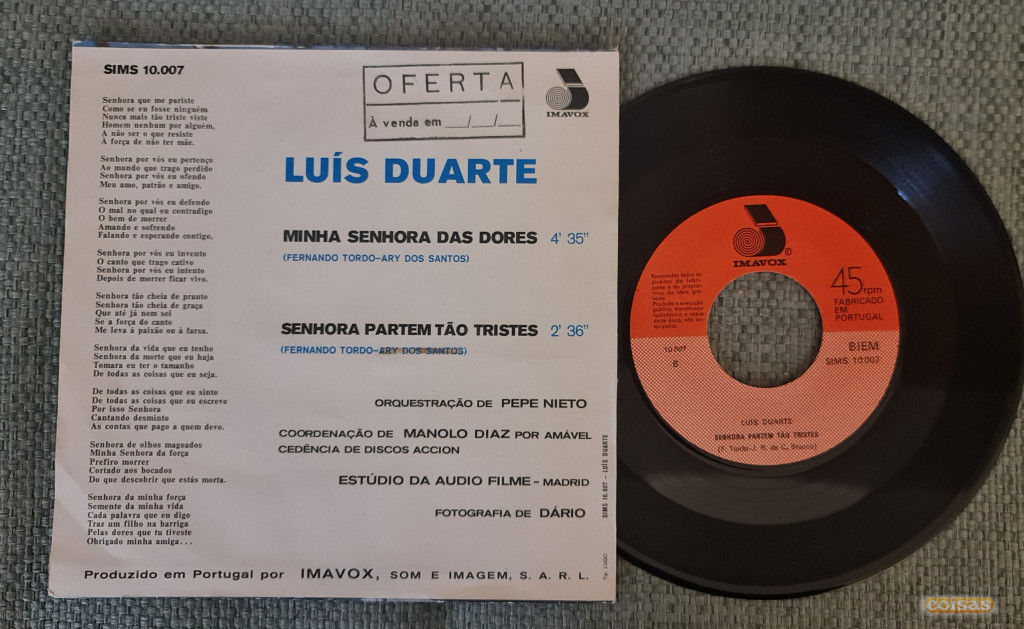 SIMS 10.007
OFERTA
À venda em __/__/__
IMAVOX
LUÍS DUARTE
Senhora que me pariste
Como se eu fosse ninguém
Nunca mais tão triste viste
Homem nenhum por alguém,
A não ser o que resiste
À força de não ter mãe.
Senhora por vós eu pertenço
Ao mundo que trago perdido
Senhora por vós eu ofendo
Meu amo, patrão e amigo.
Senhora por vós eu defendo
O mal no qual eu contradigo
O bem de morrer
Amando e sofrendo
Falando e esperando contigo.
Senhora por vós eu invento
O canto que trago cativo
Senhora por vós eu intento
Depois de morrer ficar vivo.
Senhora tão cheia de pranto
Senhora tão cheia de graça
Que até já nem sei
Se a força do canto
Me leva à paixão ou à farsa.
Senhora da vida que eu tenho
Senhora da morte que eu haja
Tomara eu ter o tamanho
De todas as coisas que eu seja.
De todas as coisas que eu sinto
De todas as coisas que eu escrevo
Por isso Senhora
Cantando desminto
As contas que pago a quem devo.
Senhora de olhos magoados
Minha Senhora da força
Prefiro morrer
Cortado aos bocados
Do que descobrir que estás morta.
Senhora da minha força
Semente da minha vida
Cada palavra que eu digo
Traz um filho na barriga
Pelas dores que tu tiveste
Obrigado minha amiga...
MINHA SENHORA DAS DORES 4' 35"
(FERNANDO TORDO-ARY DOS SANTOS)
SENHORA PARTEM TÃO TRISTES 2' 36"
(FERNANDO TORDO-ARY DOS SANTOS)
ORQUESTRAÇÃO DE PEPE NIETO
COORDENAÇÃO DE MANOLO DIAZ POR AMÁVEL
CEDÊNCIA DE DISCOS ACCION
ESTÚDIO DA AUDIO FILME - MADRID
FOTOGRAFIA DE DÁRIO
SIMS 10.007 - LUÍS DUARTE
Produzido em Portugal por IMAVOX, SOM E IMAGEM, S. A. R. L.
IMAVOX
45 rpm
FABRICADO
EM
PORTUGAL
BIEM
SIMS: 10.007
10.007
B
LUIS DUARTE
SENHORA PARTEM TÃO TRISTES
(F. Tordo-J. R. de C. Branco)
coisas